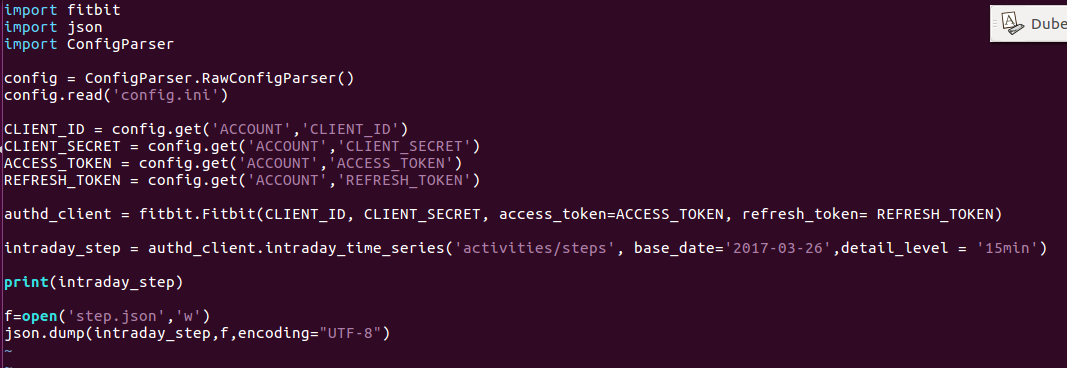 import fitbit
import json
import ConfigParser
config = ConfigParser.RawConfigParser()
config.read('config.ini')
CLIENT_ID = config.get('ACCOUNT','CLIENT_ID')
CLIENT_SECRET = config.get('ACCOUNT','CLIENT_SECRET')
ACCESS_TOKEN = config.get('ACCOUNT','ACCESS_TOKEN')
REFRESH_TOKEN = config.get('ACCOUNT','REFRESH_TOKEN')
authd_client = fitbit.Fitbit(CLIENT_ID, CLIENT_SECRET, access_token=ACCESS_TOKEN, refresh_token= REFRESH_TOKEN)
intraday_step = authd_client.intraday_time_series('activities/steps', base_date='2017-03-26',detail_level = '15min')
print(intraday_step)
f=open('step.json','w')
json.dump(intraday_step,f,encoding="UTF-8")
~
~
Dube